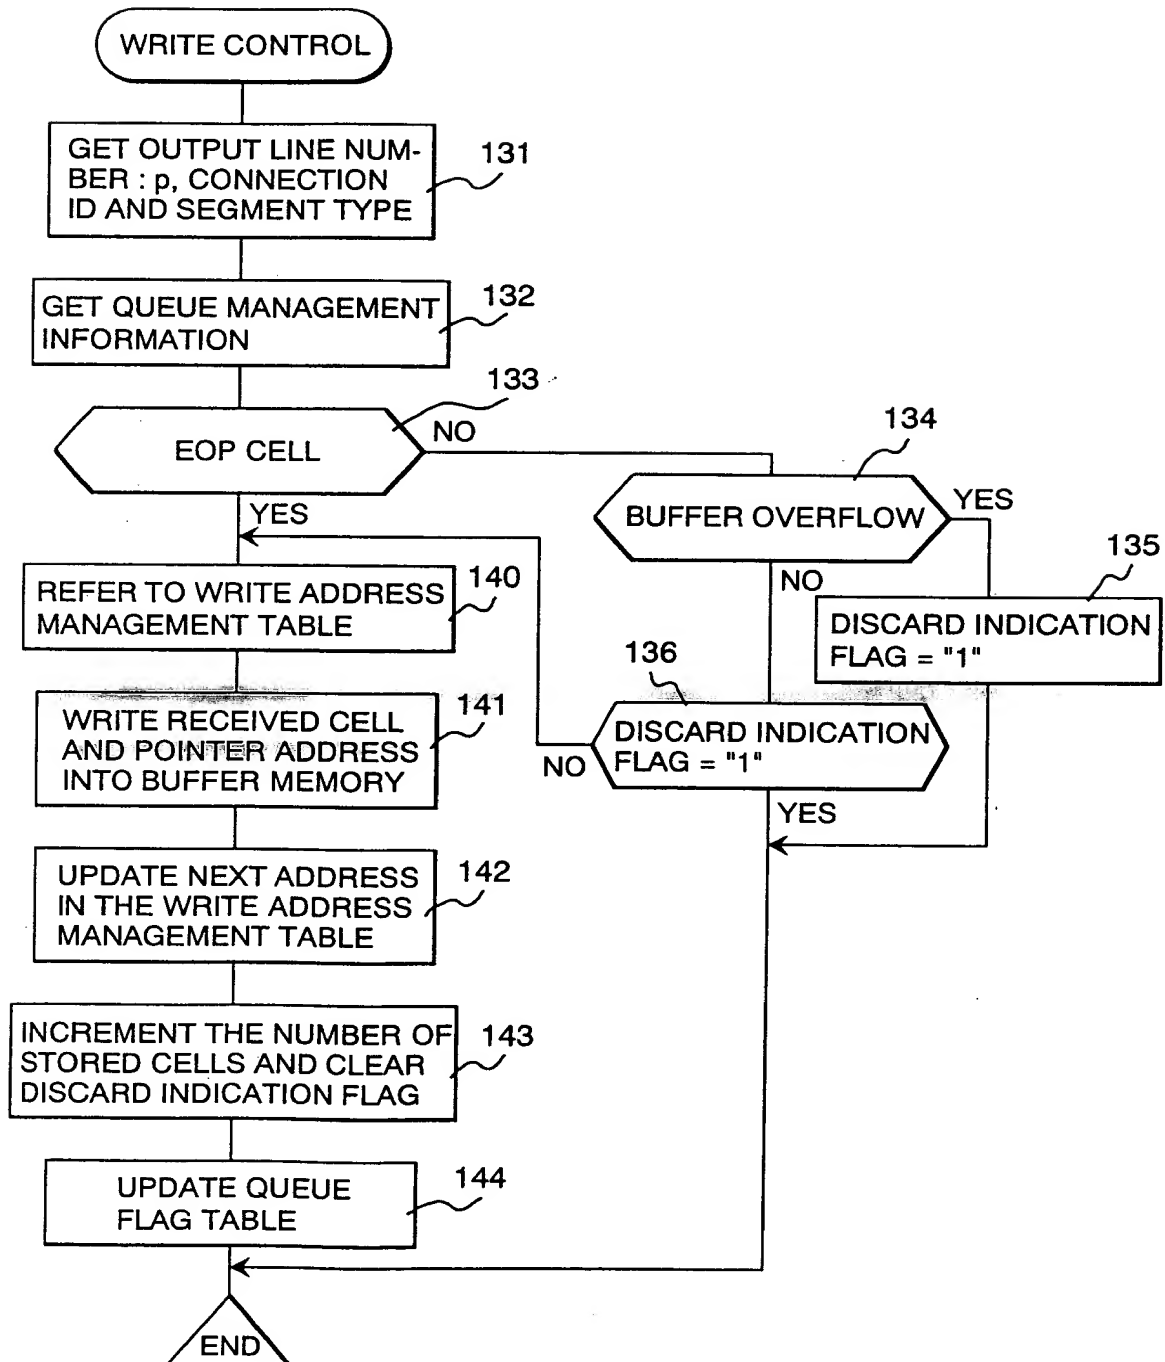 WRITE CONTROL
GET OUTPUT LINE NUM-
BER : p, CONNECTION
ID AND SEGMENT TYPE
131
GET QUEUE MANAGEMENT
INFORMATION
132
133
EOP CELL
NO
YES
134
BUFFER OVERFLOW
YES
NO
135
DISCARD INDICATION
FLAG = "1"
136
DISCARD INDICATION
FLAG = "1"
NO
YES
REFER TO WRITE ADDRESS
MANAGEMENT TABLE
140
WRITE RECEIVED CELL
AND POINTER ADDRESS
INTO BUFFER MEMORY
141
UPDATE NEXT ADDRESS
IN THE WRITE ADDRESS
MANAGEMENT TABLE
142
INCREMENT THE NUMBER OF
STORED CELLS AND CLEAR
DISCARD INDICATION FLAG
143
UPDATE QUEUE
FLAG TABLE
144
END